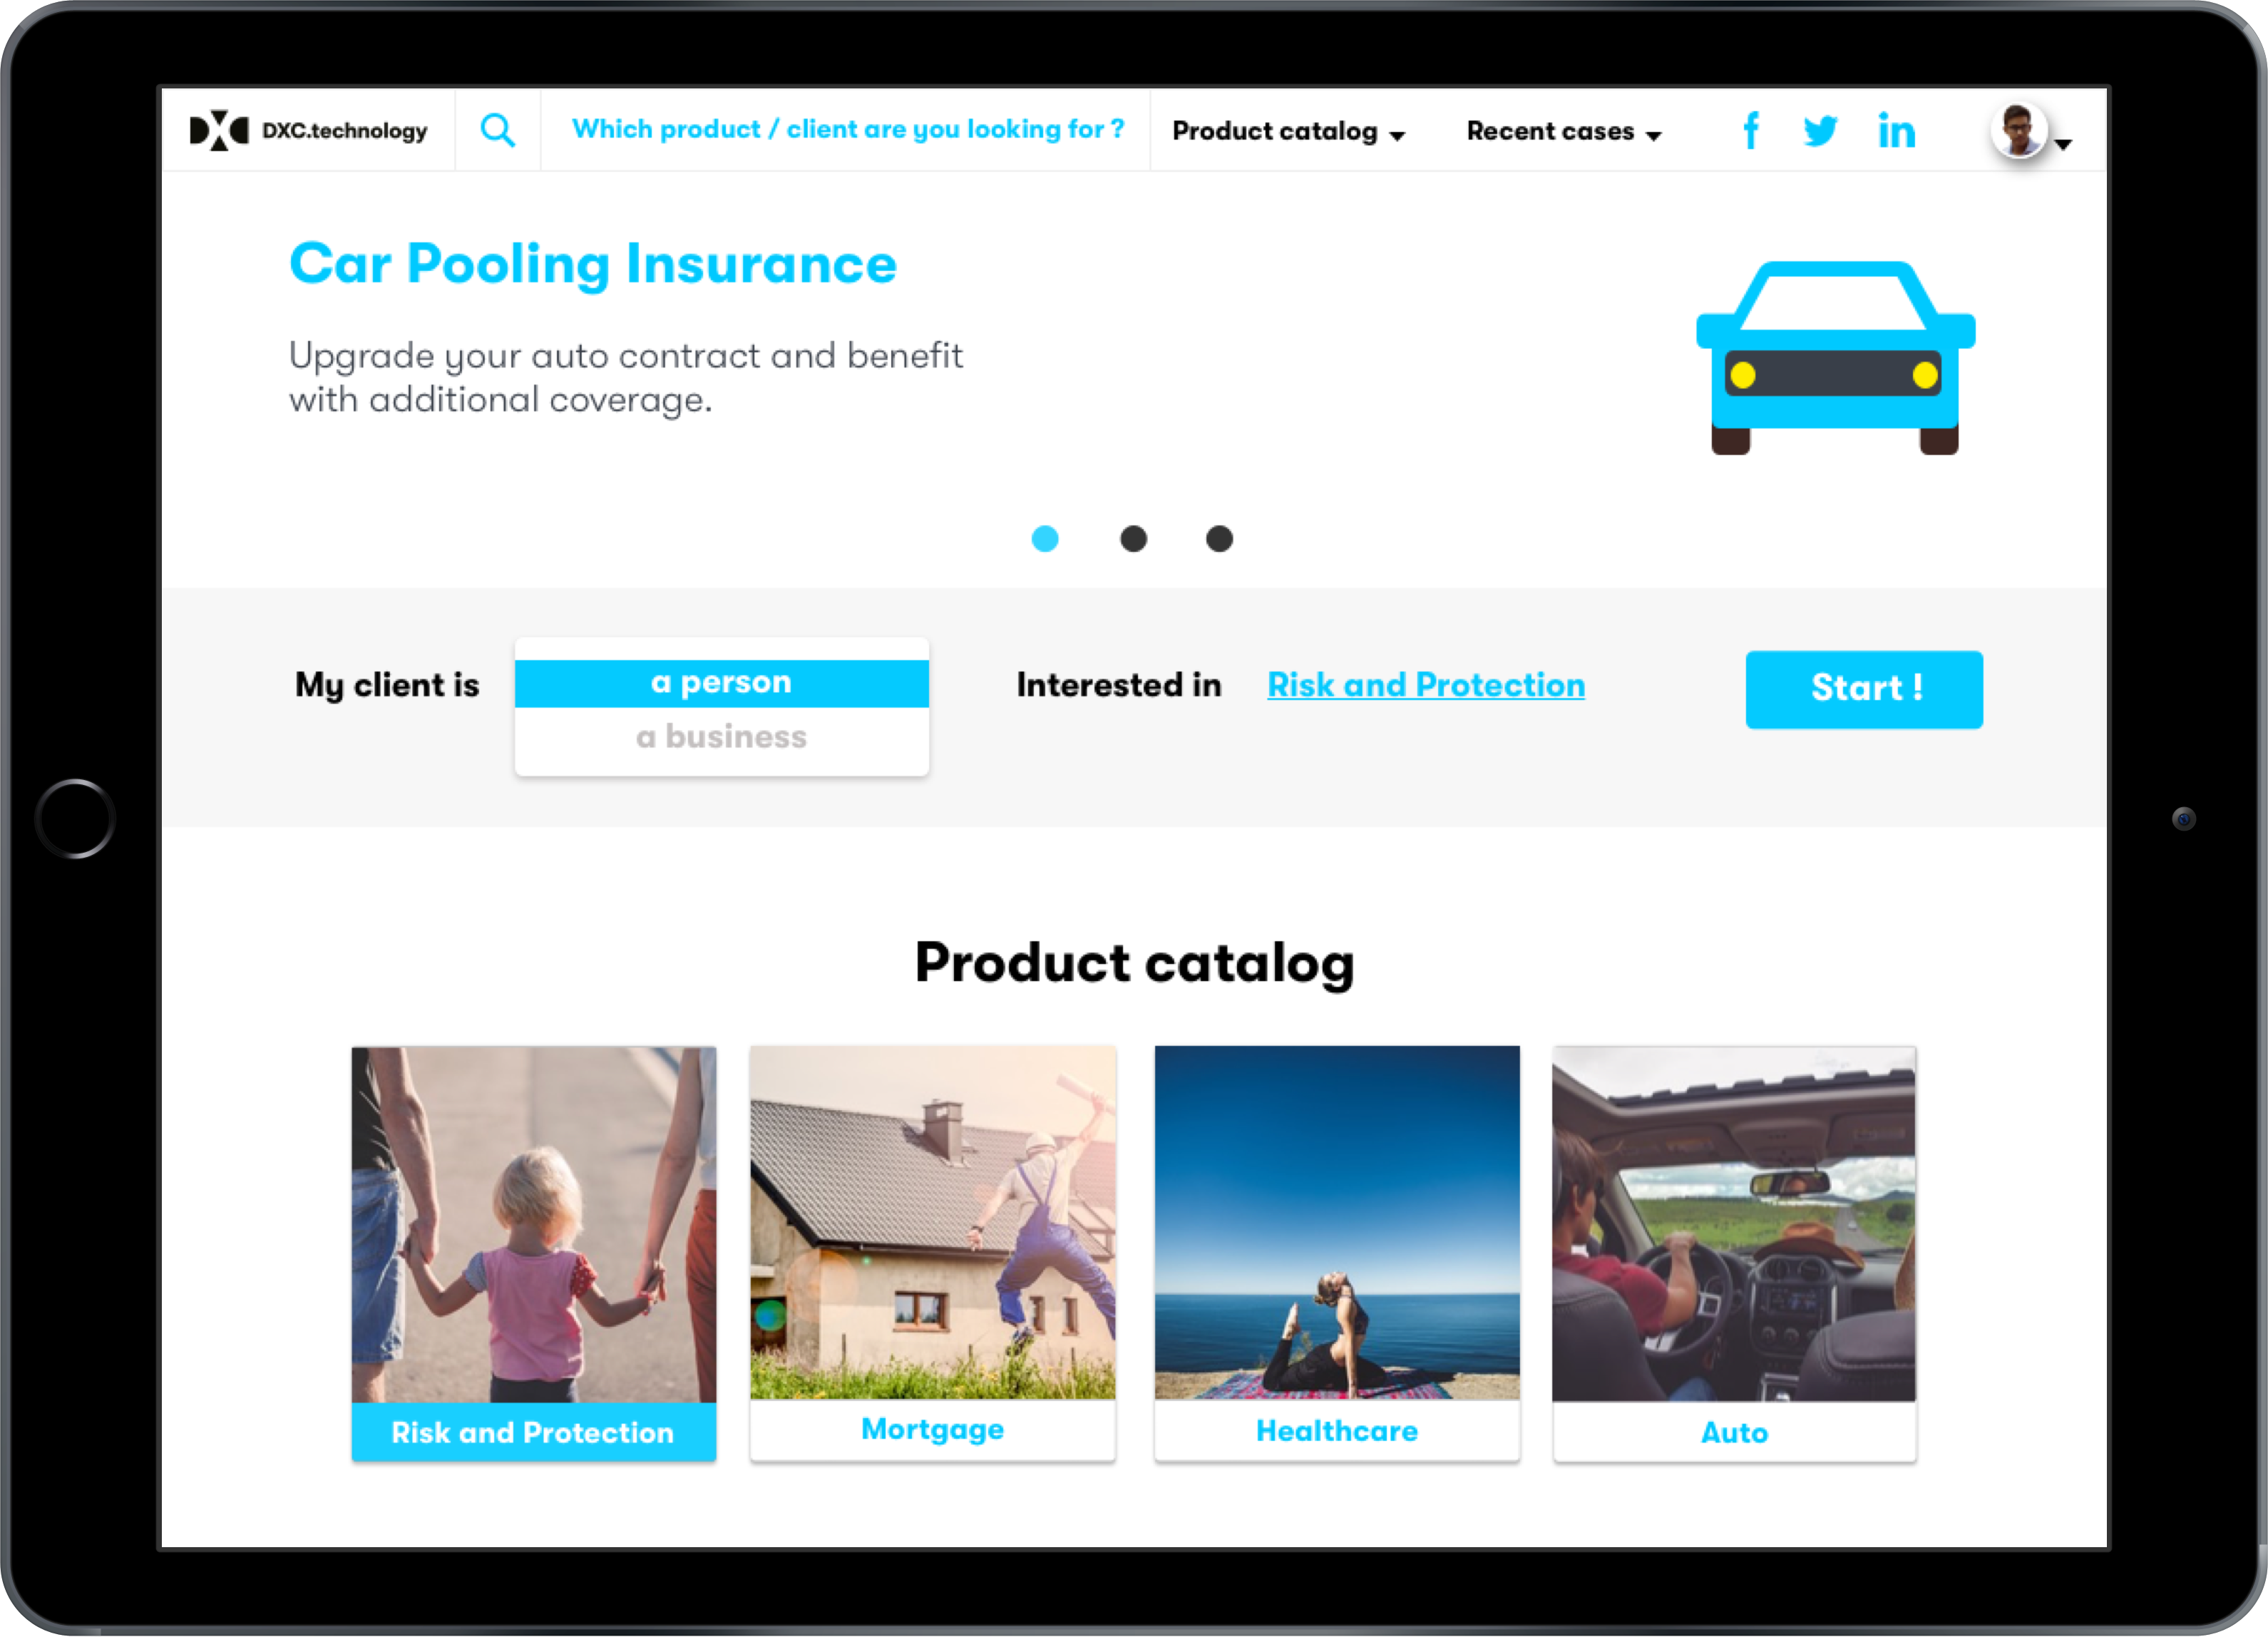 DXC.technology
Which product / client are you looking for ?
Product catalog
Recent cases
Car Pooling Insurance
Upgrade your auto contract and benefit
with additional coverage.
My client is
a person
a business
Interested in
Risk and Protection
Start !
Product catalog
Risk and Protection
Mortgage
Healthcare
Auto